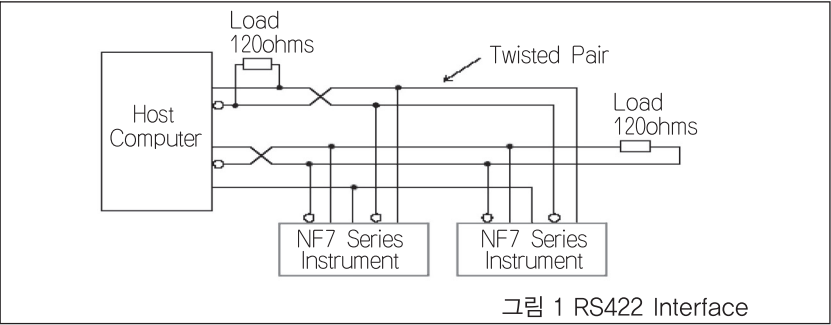 Load
120ohms
Twisted Pair
Host
Computer
Load
120ohms
NF7 Series
Instrument
NF7 Series
Instrument
그림 1 RS422 Interface